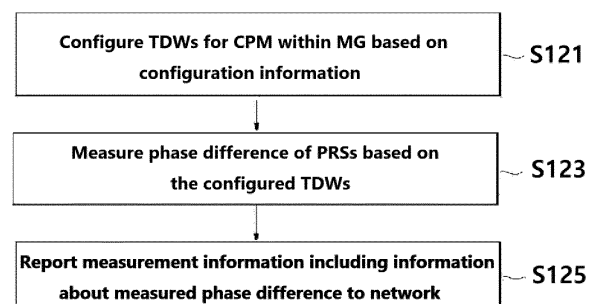 Configure TDWs for CPM within MG based on
configuration information
S121
Measure phase difference of PRSs based on
the configured TDWs
S123
Report measurement information including information
about measured phase difference to network
S125